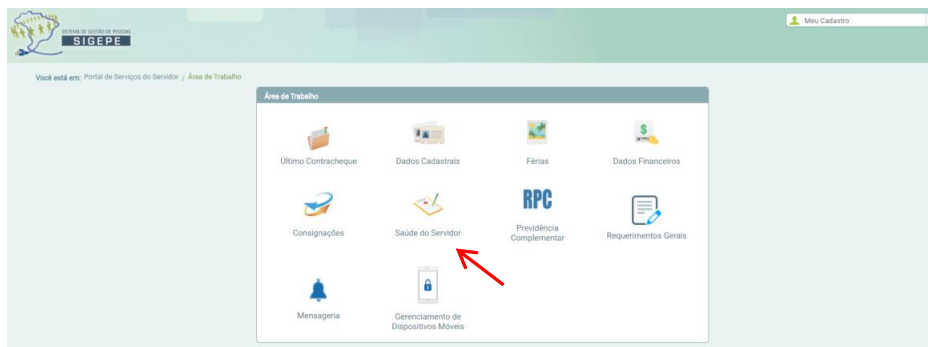 SISTEMA DE GESTÃO DE PESSOAS
SIGEPE
Meu Cadastro
Você está em: Portal de Serviços do Servidor / Área de Trabalho
Área de Trabalho
Último Contracheque
Dados Cadastrais
Férias
Dados Financeiros
Consignações
Saúde do Servidor
RPC
Previdência
Complementar
Requerimentos Gerais
Mensageria
Gerenciamento de
Dispositivos Móveis